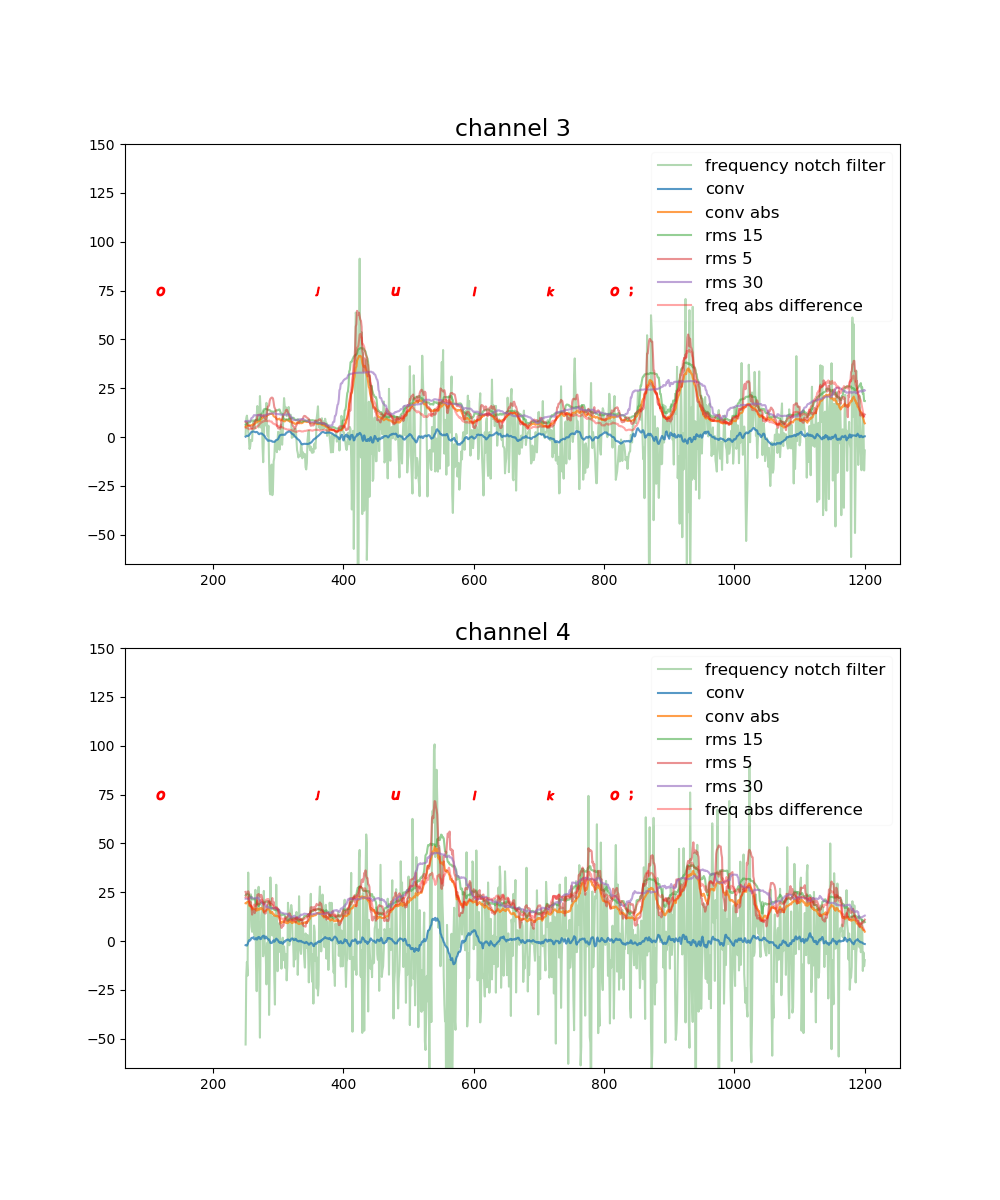 channel 3
150
125
100
75
50
25
0
−25
−50
frequency notch filter
conv
conv abs
rms 15
rms 5
rms 30
freq abs difference
o j u l k o ;
200 400 600 800 1000 1200
channel 4
150
125
100
75
50
25
0
−25
−50
frequency notch filter
conv
conv abs
rms 15
rms 5
rms 30
freq abs difference
o j u l k o ;
200 400 600 800 1000 1200